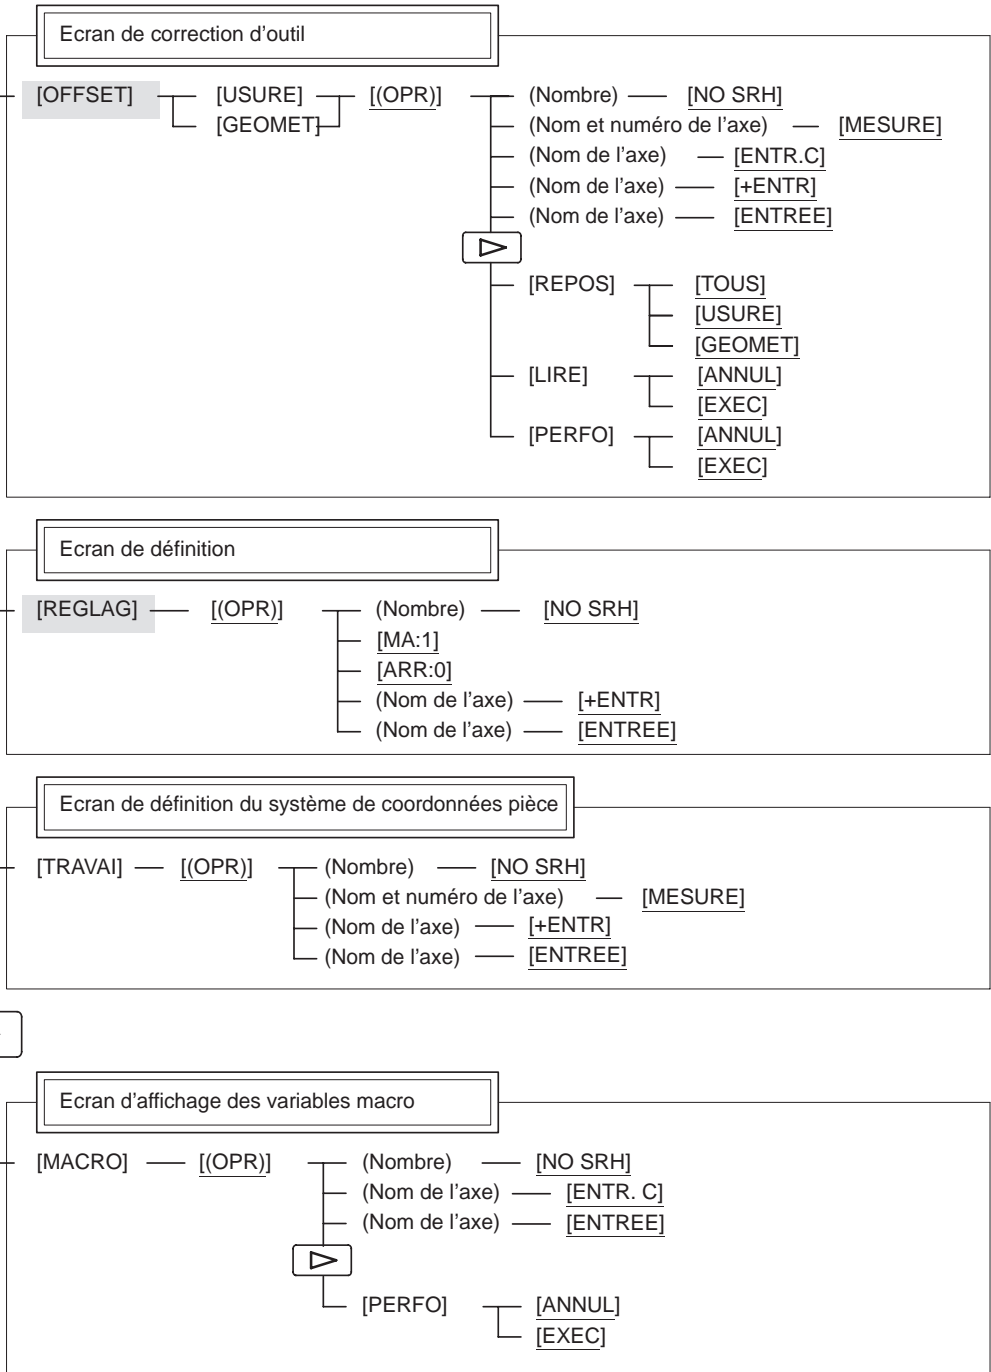 Ecran de correction d'outil
[OFFSET] [USURE] [(OPR)] (Nombre) [NO SRH]
[GEOMET] (Nom et numéro de l'axe) [MESURE]
(Nom de l'axe) [ENTR.C]
(Nom de l'axe) [+ENTR]
(Nom de l'axe) [ENTREE]
[REPOS] [TOUS]
[USURE]
[GEOMET]
[LIRE] [ANNUL]
[EXEC]
[PERFO] [ANNUL]
[EXEC]
Ecran de définition
[REGLAG] [(OPR)] (Nombre) [NO SRH]
[MA:1]
[ARR:0]
(Nom de l'axe) [+ENTR]
(Nom de l'axe) [ENTREE]
Ecran de définition du système de coordonnées pièce
[TRAVAI] [(OPR)] (Nombre) [NO SRH]
(Nom et numéro de l'axe) [MESURE]
(Nom de l'axe) [+ENTR]
(Nom de l'axe) [ENTREE]
Ecran d'affichage des variables macro
[MACRO] [(OPR)] (Nombre) [NO SRH]
(Nom de l'axe) [ENTR. C]
(Nom de l'axe) [ENTREE]
[PERFO] [ANNUL]
[EXEC]